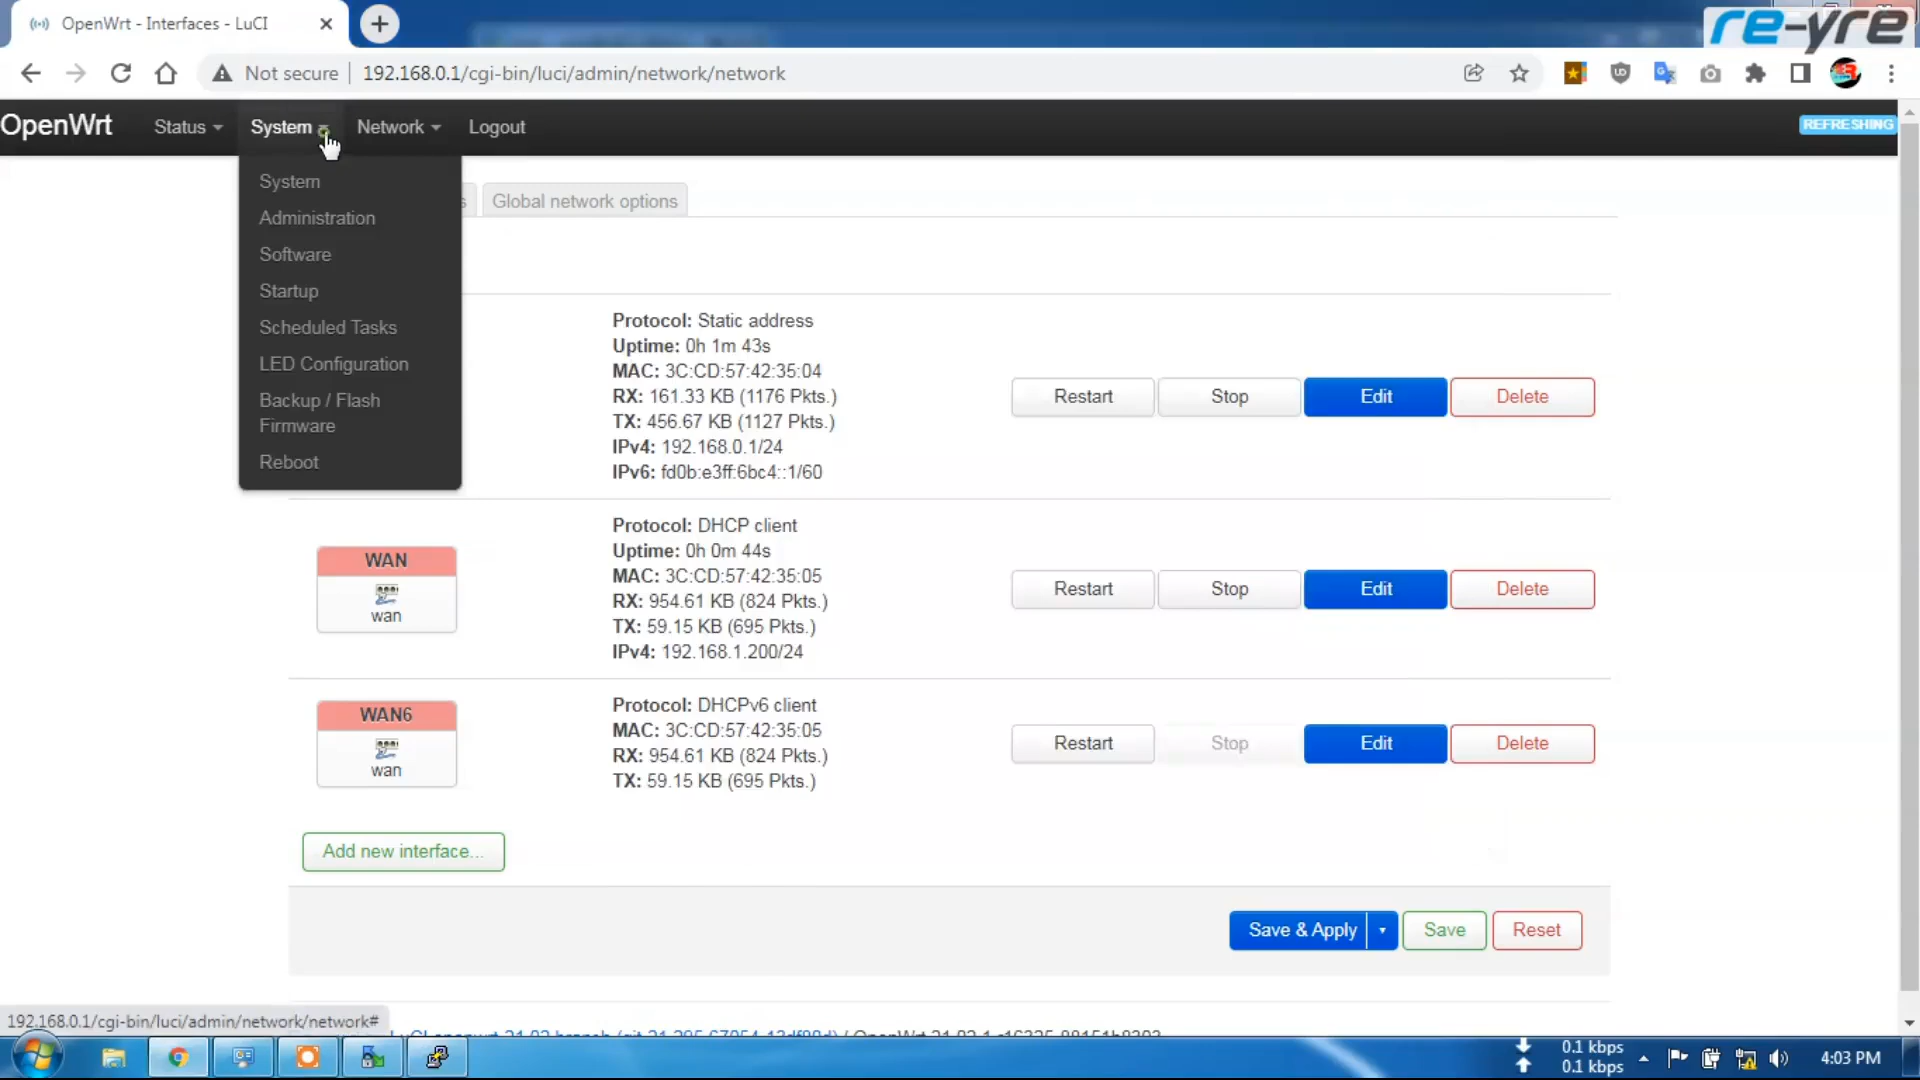 OpenWrt - Interfaces - LuCI
re-yre
Not secure
192.168.0.1/cgi-bin/luci/admin/network/network
OpenWrt
Status
System
Network
Logout
REFRESHING
System
Administration
Software
Startup
Scheduled Tasks
LED Configuration
Backup / Flash
Firmware
Reboot
s
Global network options
Protocol: Static address
Uptime: 0h 1m 43s
MAC: 3C:CD:57:42:35:04
RX: 161.33 KB (1176 Pkts.)
TX: 456.67 KB (1127 Pkts.)
IPv4: 192.168.0.1/24
IPv6: fd0b:e3ff:6bc4::1/60
Restart
Stop
Edit
Delete
WAN
wan
Protocol: DHCP client
Uptime: 0h 0m 44s
MAC: 3C:CD:57:42:35:05
RX: 954.61 KB (824 Pkts.)
TX: 59.15 KB (695 Pkts.)
IPv4: 192.168.1.200/24
Restart
Stop
Edit
Delete
WAN6
wan
Protocol: DHCPv6 client
MAC: 3C:CD:57:42:35:05
RX: 954.61 KB (824 Pkts.)
TX: 59.15 KB (695 Pkts.)
Restart
Stop
Edit
Delete
Add new interface...
Save & Apply
Save
Reset
192.168.0.1/cgi-bin/luci/admin/network/network#
0.1 kbps
0.1 kbps
4:03 PM